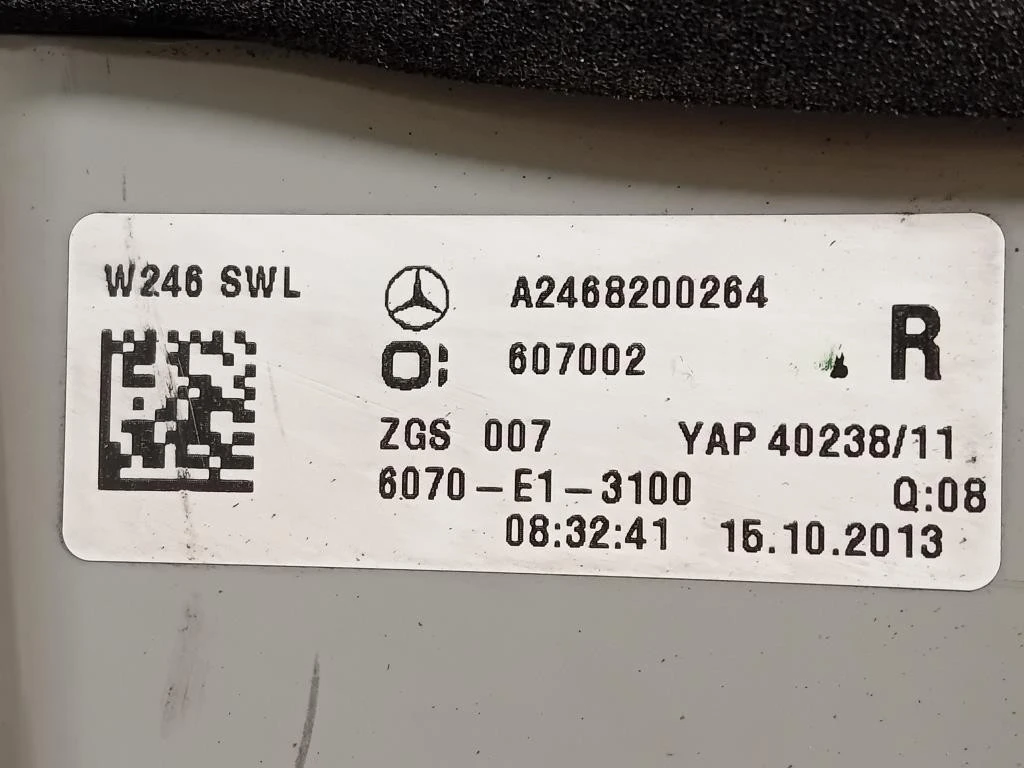 W246 SWL
A2468200264
607002
R
ZGS 007 YAP 40238/11
6070-E1-3100 Q:08
08:32:41 15.10.2013